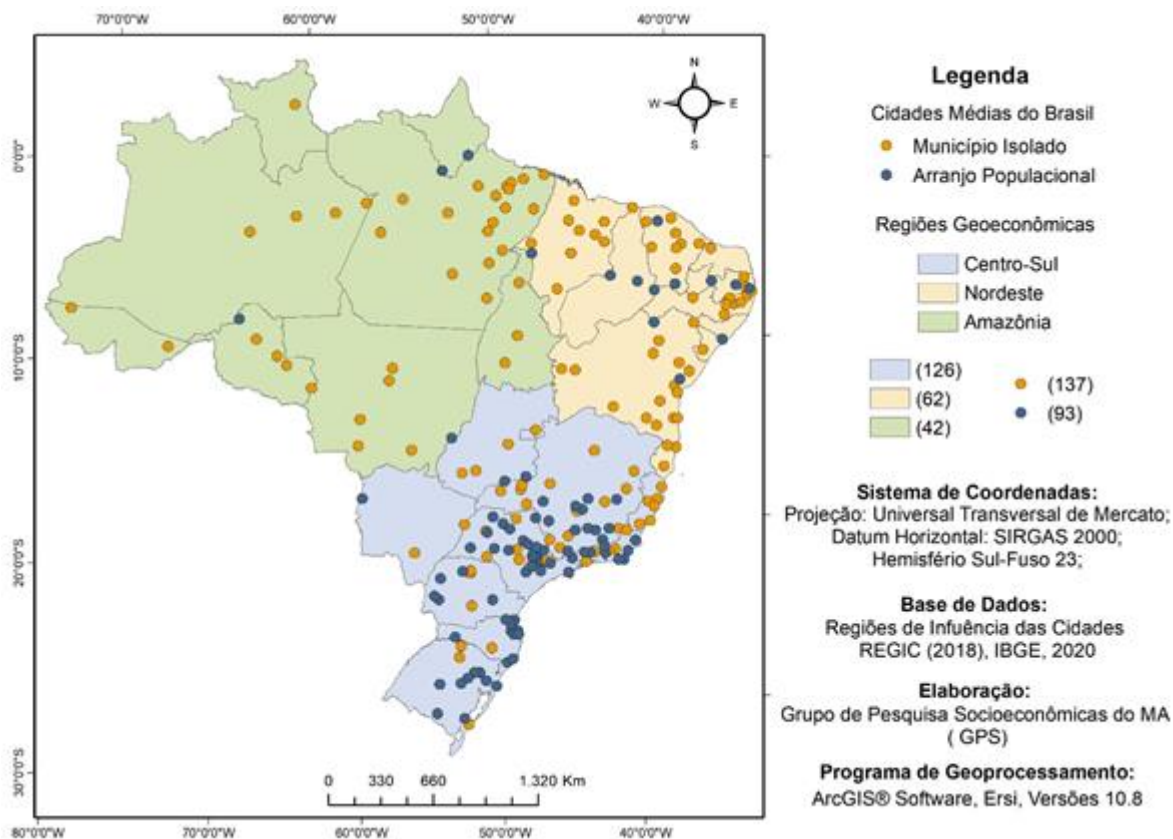 70°0'0"W
60°0'0"W
50°0'0"W
40°0'0"W
N
W
E
S
0°0'0"
10°0'0"S
20°0'0"S
30°0'0"S
0
330
660
1.320 Km
80°0'0"W
70°0'0"W
60°0'0"W
50°0'0"W
40°0'0"W
Legenda
Cidades Médias do Brasil
Município Isolado
Arranjo Populacional
Regiões Geoeconômicas
Centro-Sul
Nordeste
Amazônia
(126)
(62)
(42)
(137)
(93)
Sistema de Coordenadas:
Projeção: Universal Transversal de Mercato;
Datum Horizontal: SIRGAS 2000;
Hemisfério Sul-Fuso 23;
Base de Dados:
Regiões de Infuência das Cidades
REGIC (2018), IBGE, 2020
Elaboração:
Grupo de Pesquisa Socioeconômicas do MA
( GPS)
Programa de Geoprocessamento:
ArcGIS® Software, Ersi, Versões 10.8